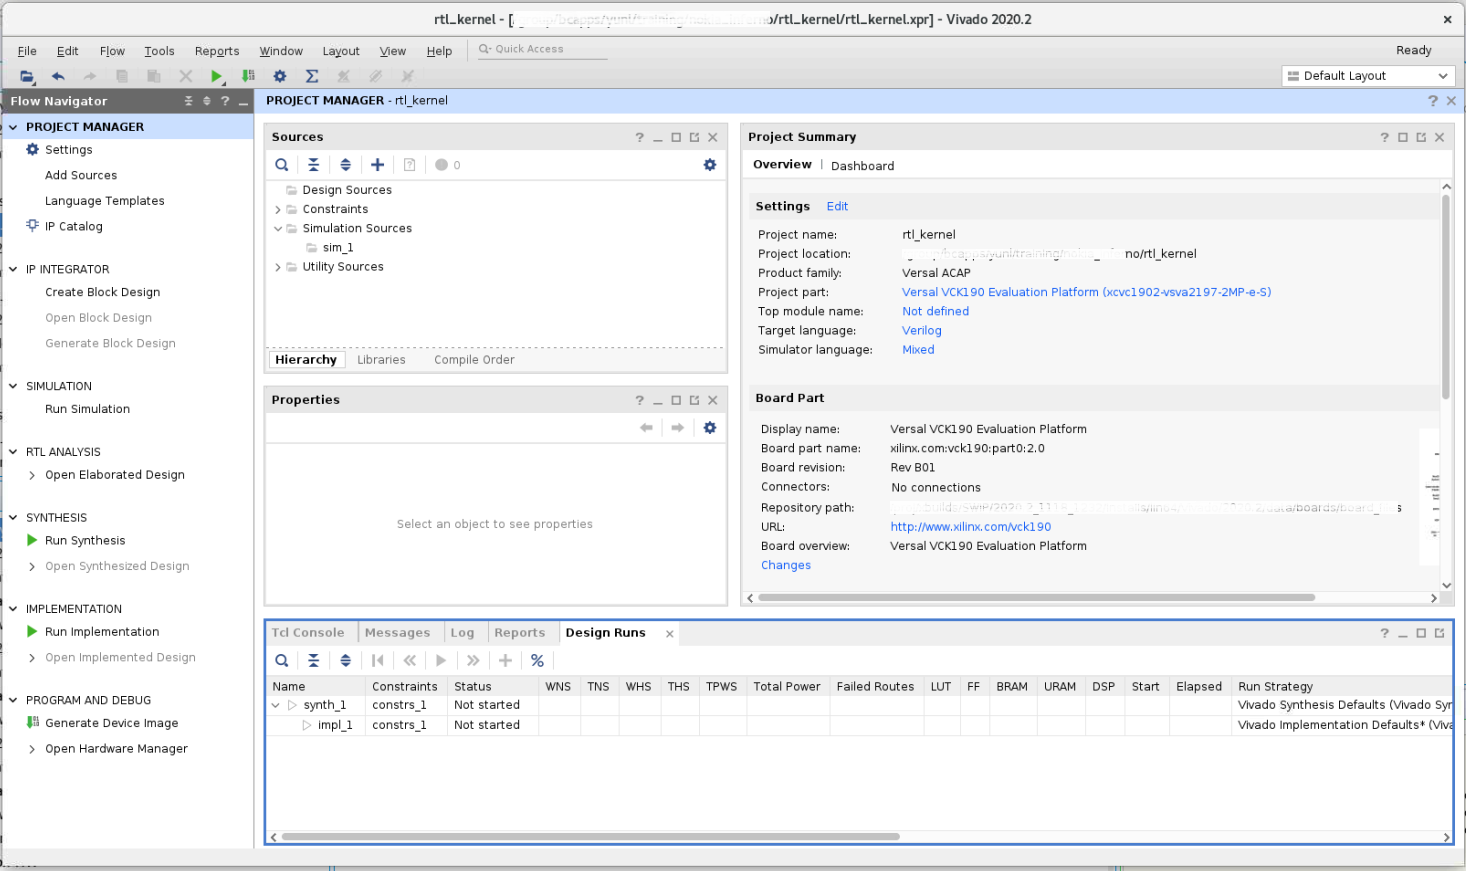 rtl_kernel - [ /rtl_kernel/rtl_kernel.xpr] - Vivado 2020.2
File Edit Flow Tools Reports Window Layout View Help Quick Access Ready
Default Layout
Flow Navigator
PROJECT MANAGER
Settings
Add Sources
Language Templates
IP Catalog
IP INTEGRATOR
Create Block Design
Open Block Design
Generate Block Design
SIMULATION
Run Simulation
RTL ANALYSIS
Open Elaborated Design
SYNTHESIS
Run Synthesis
Open Synthesized Design
IMPLEMENTATION
Run Implementation
Open Implemented Design
PROGRAM AND DEBUG
Generate Device Image
Open Hardware Manager
PROJECT MANAGER - rtl_kernel
Sources
0
Design Sources
Constraints
Simulation Sources
sim_1
Utility Sources
Hierarchy Libraries Compile Order
Properties
Select an object to see properties
Project Summary
Overview | Dashboard
Settings Edit
Project name: rtl_kernel
Project location: no/rtl_kernel
Product family: Versal ACAP
Project part: Versal VCK190 Evaluation Platform (xcvc1902-vsva2197-2MP-e-S)
Top module name: Not defined
Target language: Verilog
Simulator language: Mixed
Board Part
Display name: Versal VCK190 Evaluation Platform
Board part name: xilinx.com:vck190:part0:2.0
Board revision: Rev B01
Connectors: No connections
Repository path:
URL: http://www.xilinx.com/vck190
Board overview: Versal VCK190 Evaluation Platform
Changes
Tcl Console Messages Log Reports Design Runs
Name Constraints Status WNS TNS WHS THS TPWS Total Power Failed Routes LUT FF BRAM URAM DSP Start Elapsed Run Strategy
synth_1 constrs_1 Not started Vivado Synthesis Defaults (Vivado Syn
impl_1 constrs_1 Not started Vivado Implementation Defaults* (Viva